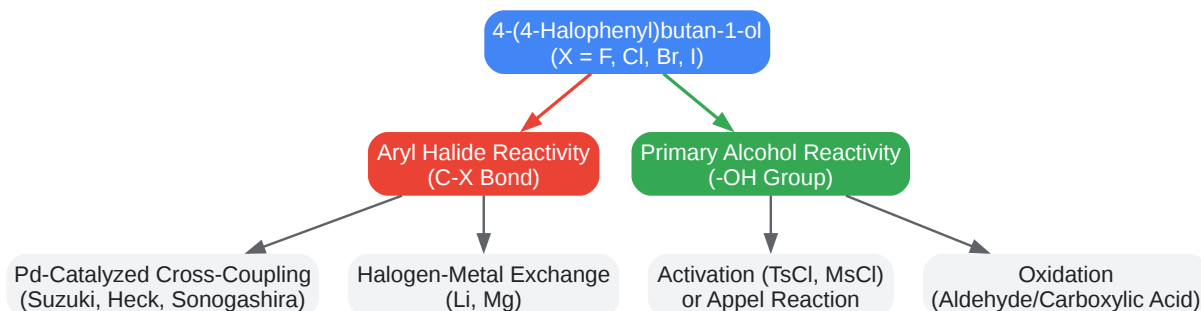 4-(4-Halophenyl)butan-1-ol
(X = F, Cl, Br, I)
Aryl Halide Reactivity
(C-X Bond)
Primary Alcohol Reactivity
(-OH Group)
Pd-Catalyzed Cross-Coupling
(Suzuki, Heck, Sonogashira)
Halogen-Metal Exchange
(Li, Mg)
Activation (TsCl, MsCl)
or Appel Reaction
Oxidation
(Aldehyde/Carboxylic Acid)